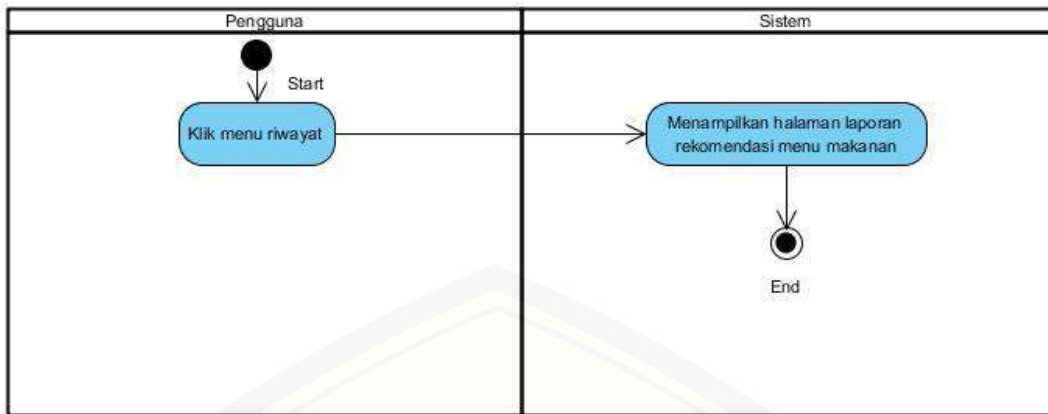 Pengguna
Sistem
Start
Klik menu riwayat
Menampilkan halaman laporan
rekomendasi menu makanan
End